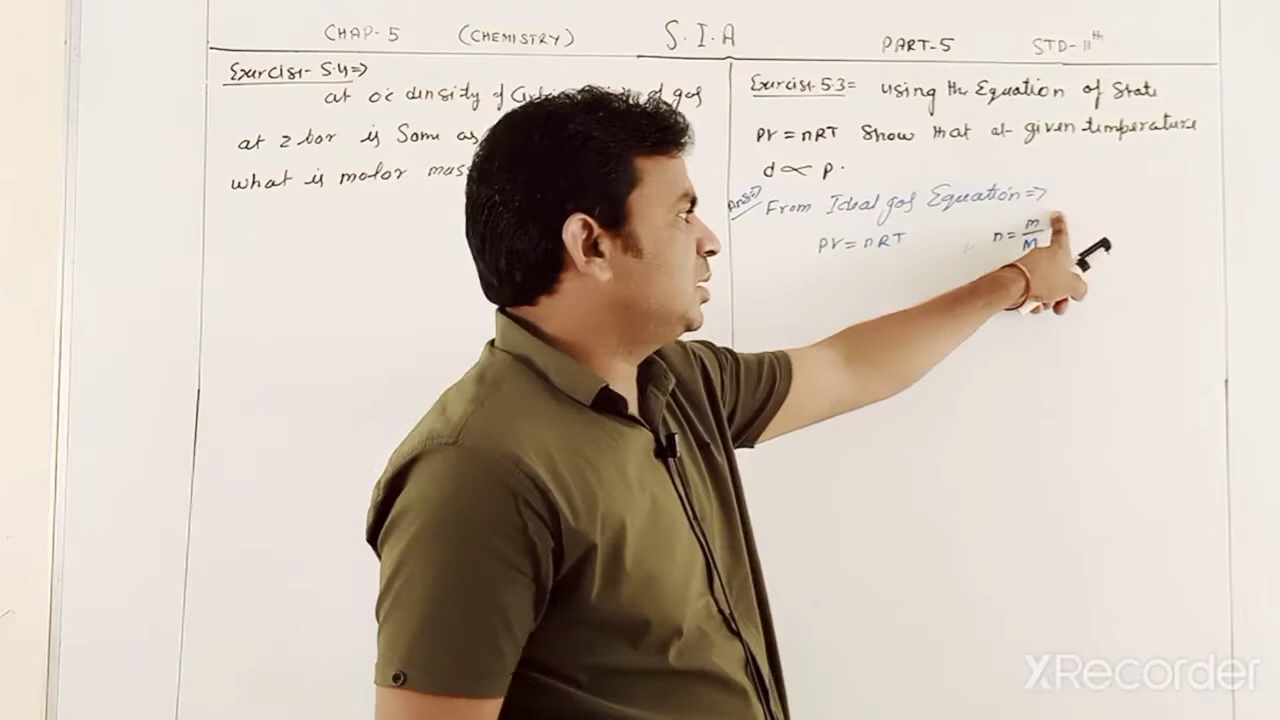 CHAP-5 (CHEMISTRY) S.I.A PART-5 STD-11th
Exercise-5.4⇒
at 0c density of
at 2 bar is Same as
what is molar mass
Exercise-5.3= using the Equation of State
PV=nRT Show that at given temperature
d∝p.
Ans:⇒ From Ideal gas Equation⇒
PV=nRT n=m/M
XRecorder